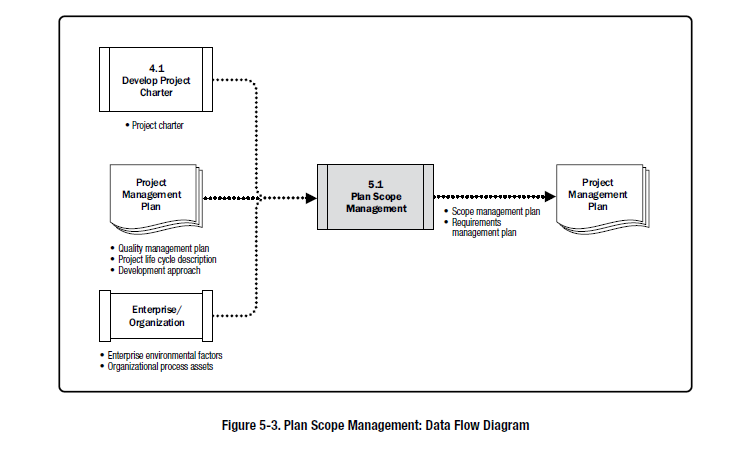 4.1
Develop Project
Charter
• Project charter
Project
Management
Plan
• Quality management plan
• Project life cycle description
• Development approach
Enterprise/
Organization
• Enterprise environmental factors
• Organizational process assets
5.1
Plan Scope
Management
• Scope management plan
• Requirements
management plan
Project
Management
Plan
Figure 5-3. Plan Scope Management: Data Flow Diagram